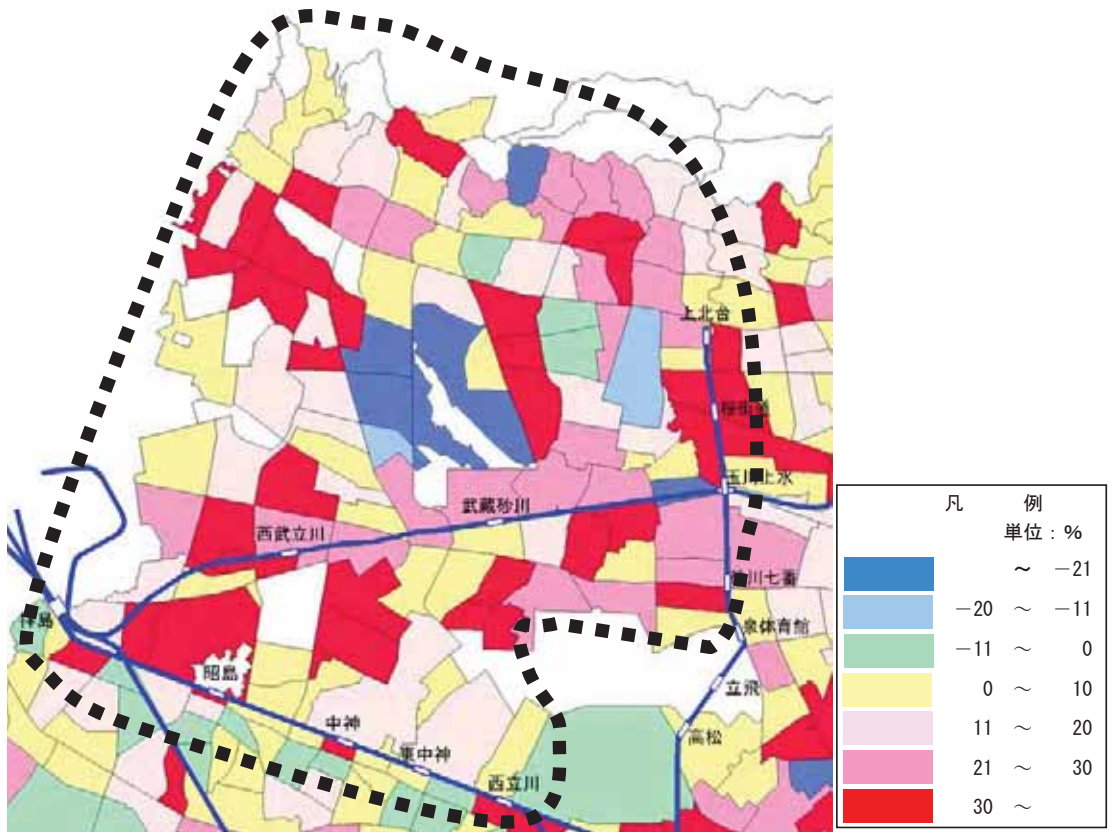 上北台
桜街道
玉川上水
武蔵砂川
西武立川
砂川七番
泉体育館
拝島
昭島
立飛
中神
高松
東中神
西立川
凡 例
単位：%
～ －21
－20 ～ －11
－11 ～ 0
0 ～ 10
11 ～ 20
21 ～ 30
30 ～